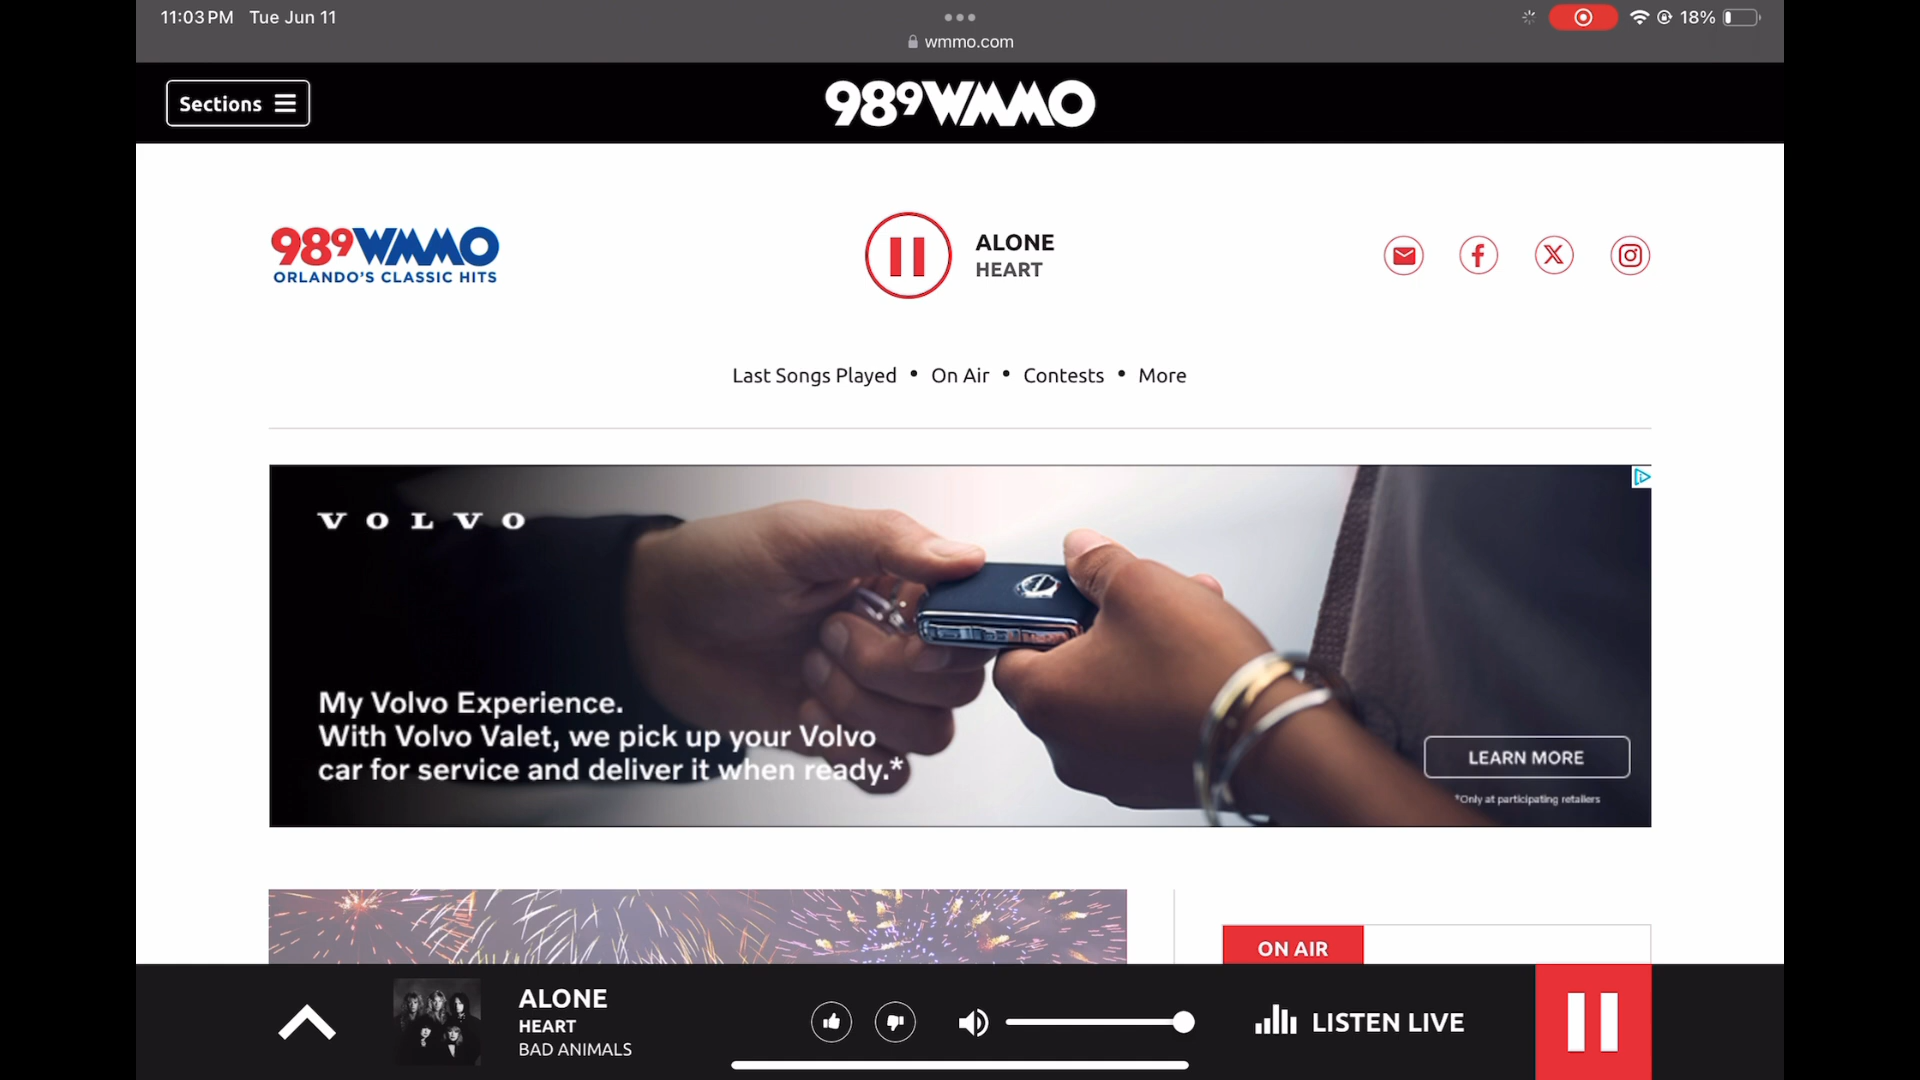 11:03 PM Tue Jun 11
18%
wmmo.com
Sections
989WMMO
989WMMO
ORLANDO'S CLASSIC HITS
ALONE
HEART
Last Songs Played • On Air • Contests • More
VOLVO
My Volvo Experience.
With Volvo Valet, we pick up your Volvo
car for service and deliver it when ready.*
LEARN MORE
*Only at participating retailers
ON AIR
ALONE
HEART
BAD ANIMALS
LISTEN LIVE